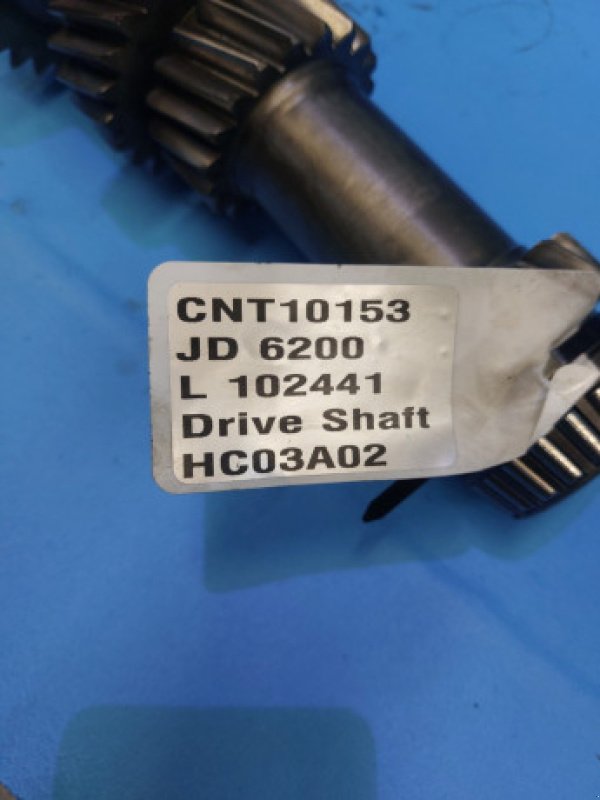 CNT10153
JD 6200
L 102441
Drive Shaft
HC03A02